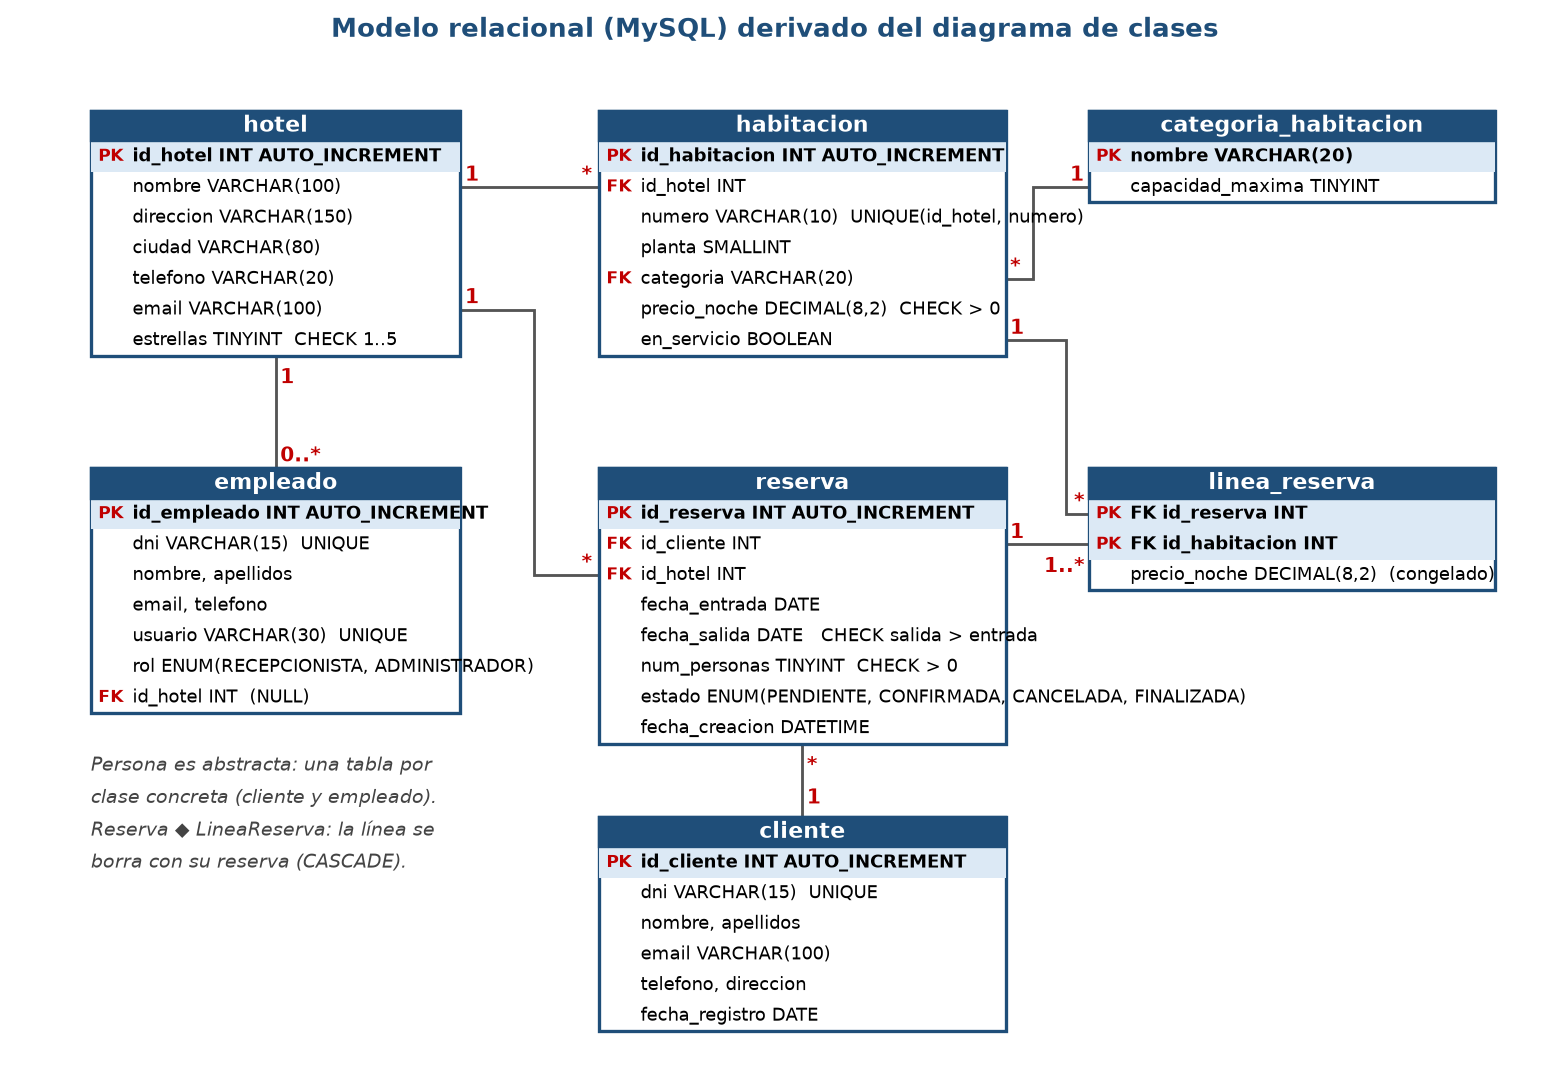 Modelo relacional (MySQL) derivado del diagrama de clases
hotel
PK id_hotel INT AUTO_INCREMENT
nombre VARCHAR(100)
direccion VARCHAR(150)
ciudad VARCHAR(80)
telefono VARCHAR(20)
email VARCHAR(100)
estrellas TINYINT  CHECK 1..5
1
*
1
*
1
0..*
habitacion
PK id_habitacion INT AUTO_INCREMENT
FK id_hotel INT
numero VARCHAR(10)  UNIQUE(id_hotel, numero)
planta SMALLINT
FK categoria VARCHAR(20)
precio_noche DECIMAL(8,2)  CHECK > 0
en_servicio BOOLEAN
1
*
1
*
categoria_habitacion
PK nombre VARCHAR(20)
capacidad_maxima TINYINT
empleado
PK id_empleado INT AUTO_INCREMENT
dni VARCHAR(15)  UNIQUE
nombre, apellidos
email, telefono
usuario VARCHAR(30)  UNIQUE
rol ENUM(RECEPCIONISTA, ADMINISTRADOR)
FK id_hotel INT  (NULL)
reserva
PK id_reserva INT AUTO_INCREMENT
FK id_cliente INT
FK id_hotel INT
fecha_entrada DATE
fecha_salida DATE   CHECK salida > entrada
num_personas TINYINT  CHECK > 0
estado ENUM(PENDIENTE, CONFIRMADA, CANCELADA, FINALIZADA)
fecha_creacion DATETIME
1
1..*
linea_reserva
PK FK id_reserva INT
PK FK id_habitacion INT
precio_noche DECIMAL(8,2)  (congelado)
*
1
Persona es abstracta: una tabla por
clase concreta (cliente y empleado).
Reserva ◆ LineaReserva: la línea se
borra con su reserva (CASCADE).
cliente
PK id_cliente INT AUTO_INCREMENT
dni VARCHAR(15)  UNIQUE
nombre, apellidos
email VARCHAR(100)
telefono, direccion
fecha_registro DATE